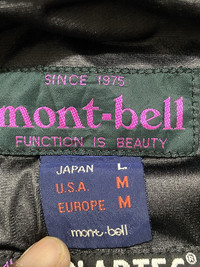 SINCE 1975
mont-bell
FUNCTION IS BEAUTY
JAPAN L
U.S.A. M
EUROPE M
mont-bell